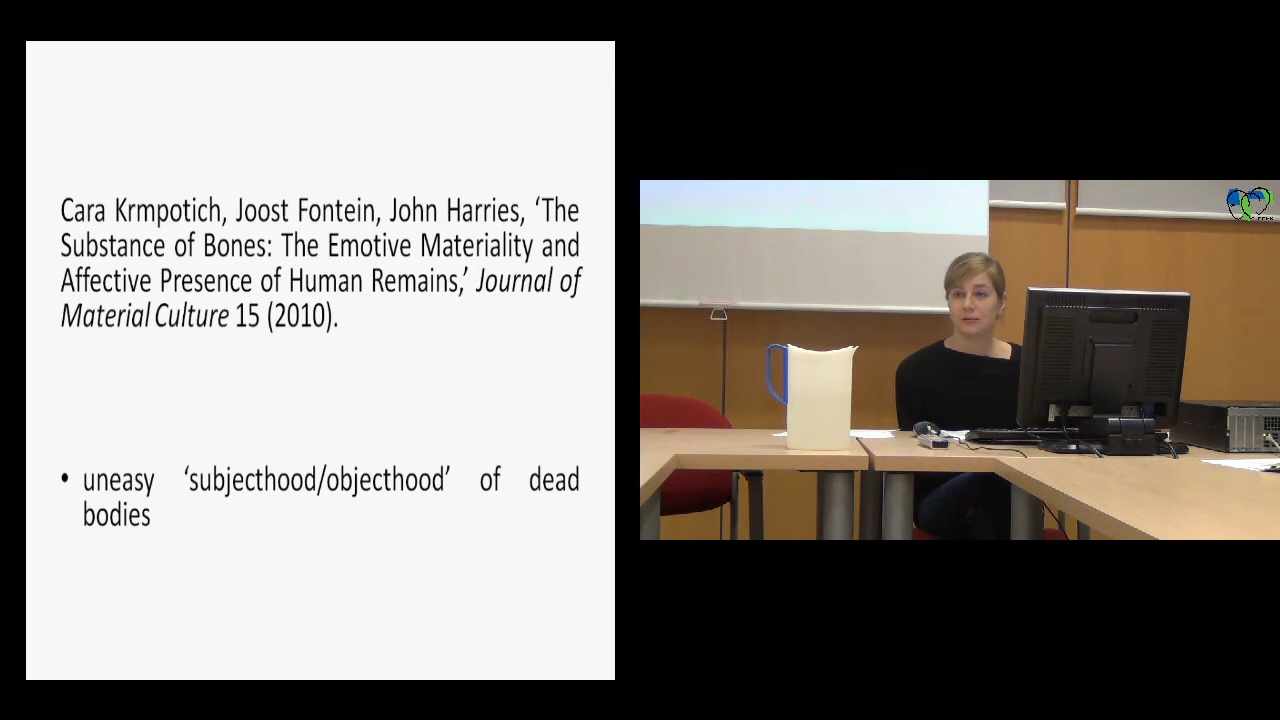 Cara Krmpotich, Joost Fontein, John Harries, ‘The
Substance of Bones: The Emotive Materiality and
Affective Presence of Human Remains,’ Journal of
Material Culture 15 (2010).
• uneasy ‘subjecthood/objecthood’ of dead
bodies